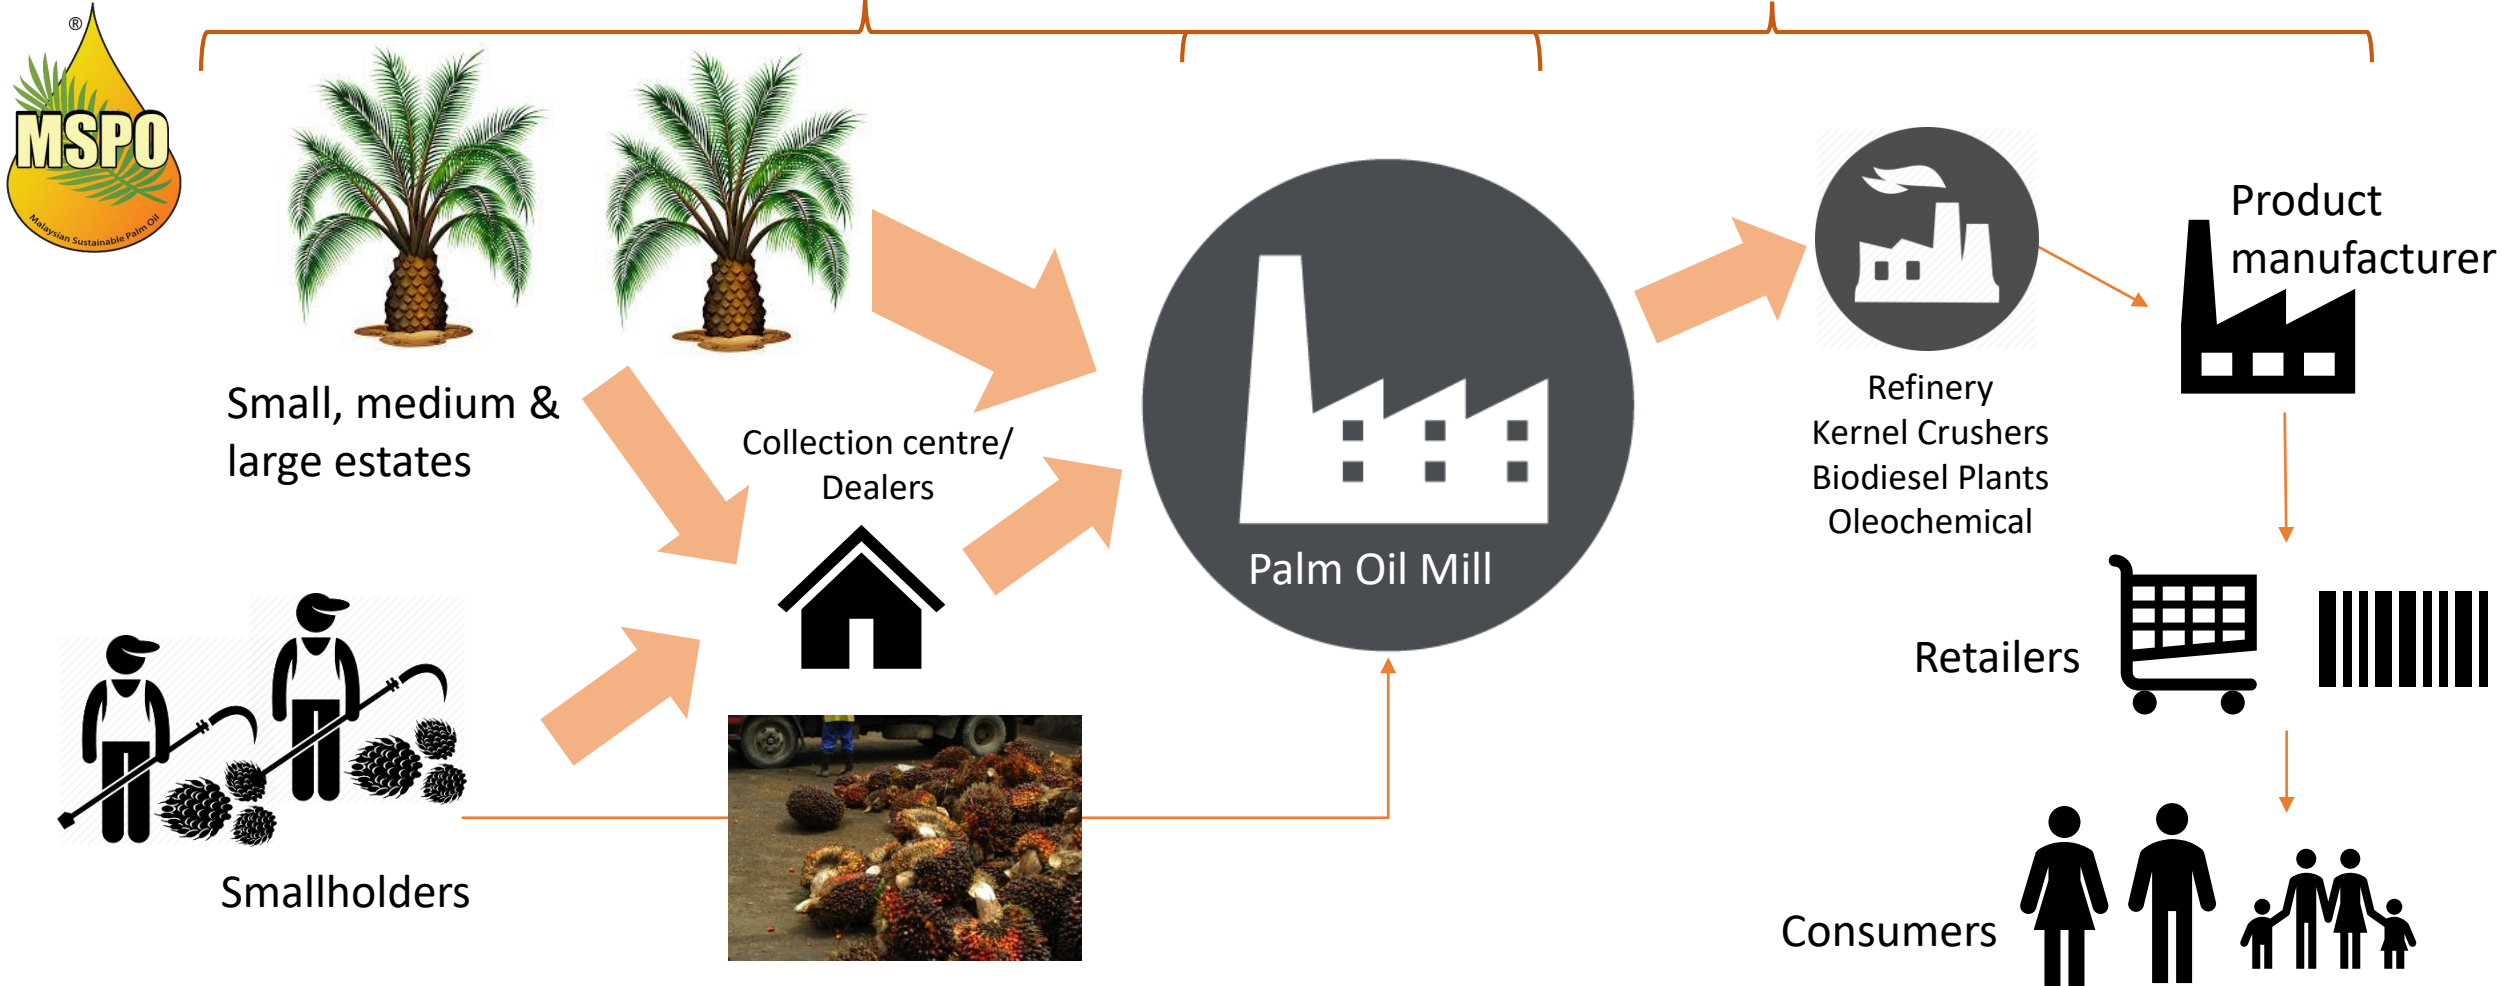 ®
MSPO
Malaysian Sustainable Palm Oil
Small, medium &
large estates
Smallholders
Collection centre/
Dealers
Palm Oil Mill
Refinery
Kernel Crushers
Biodiesel Plants
Oleochemical
Product
manufacturer
Retailers
Consumers